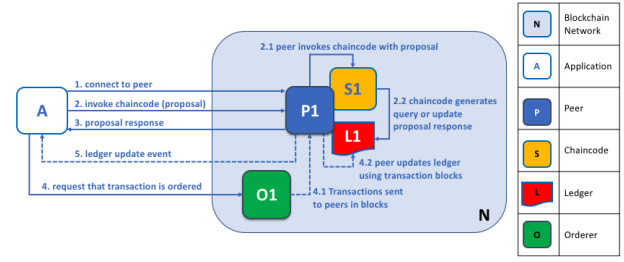 2.1 peer invokes chaincode with proposal
1. connect to peer
2. invoke chaincode (proposal)
3. proposal response
5. ledger update event
4. request that transaction is ordered
A
P1
S1
L1
O1
2.2 chaincode generates
query or update
proposal response
4.2 peer updates ledger
using transaction blocks
4.1 Transactions sent
to peers in blocks
N
N
Blockchain
Network
A
Application
P
Peer
S
Chaincode
L
Ledger
O
Orderer